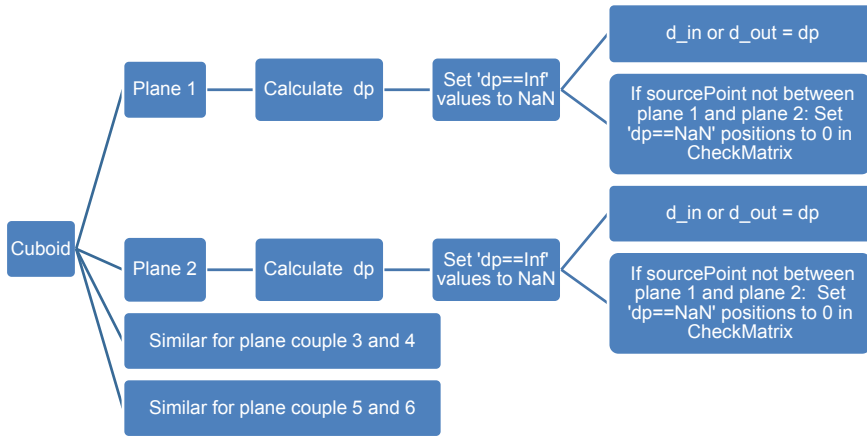 d_in or d_out = dp
Plane 1
Calculate dp
Set 'dp==Inf'
values to NaN
If sourcePoint not between
plane 1 and plane 2: Set
'dp==NaN' positions to 0 in
CheckMatrix
Cuboid
d_in or d_out = dp
Plane 2
Calculate dp
Set 'dp==Inf'
values to NaN
If sourcePoint not between
plane 1 and plane 2: Set
'dp==NaN' positions to 0 in
CheckMatrix
Similar for plane couple 3 and 4
Similar for plane couple 5 and 6